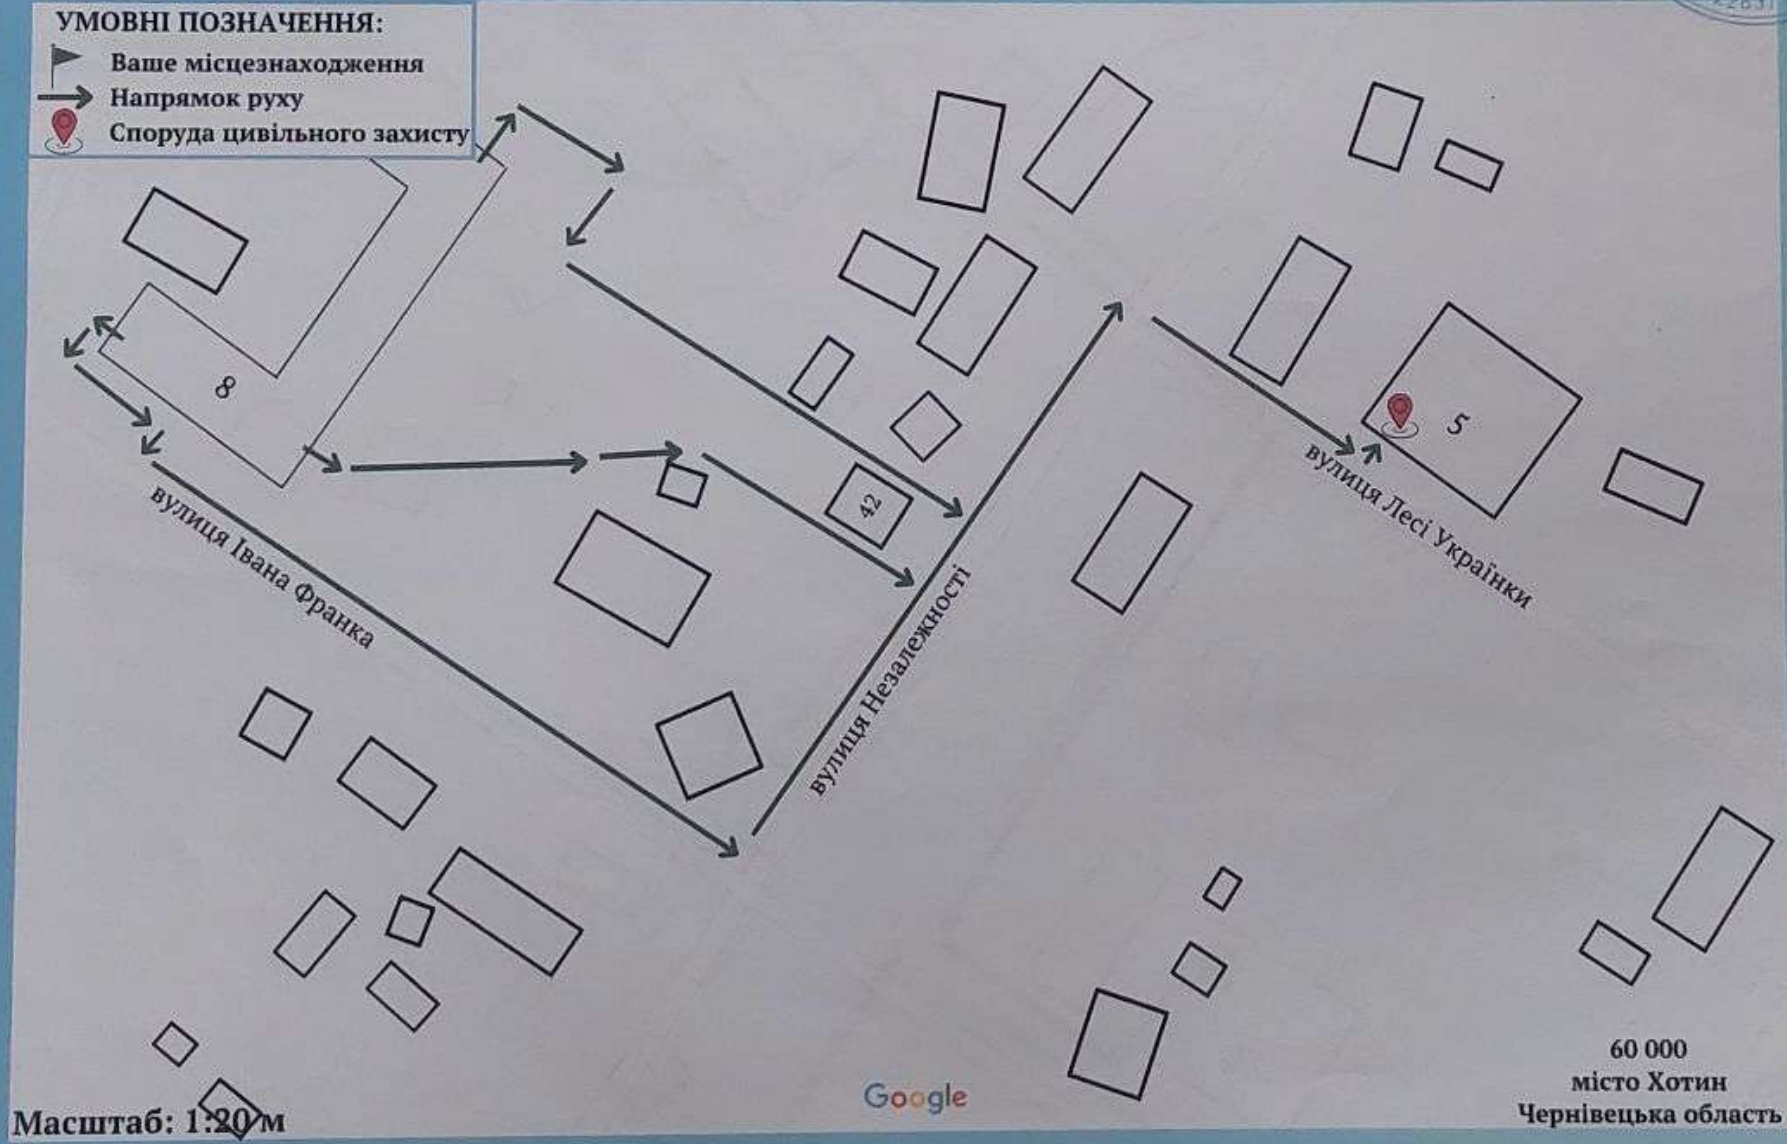 УМОВНІ ПОЗНАЧЕННЯ:
Ваше місцезнаходження
Напрямок руху
Споруда цивільного захисту
8
42
5
вулиця Лесі Українки
вулиця Івана Франка
вулиця Незалежності
Google
60 000
місто Хотин
Чернівецька область
Масштаб: 1:20 м